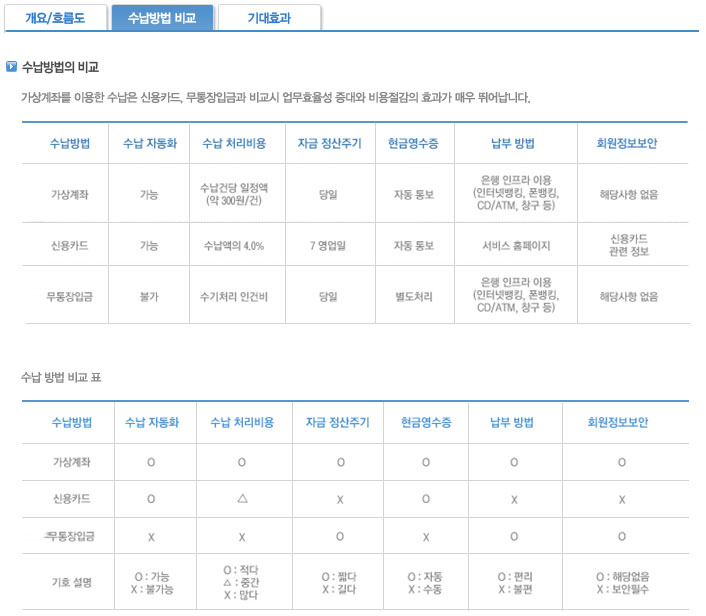 개요/흐름도 수납방법 비교 기대효과
수납방법의 비교
가상계좌를 이용한 수납은 신용카드, 무통장입금과 비교시 업무효율성 증대와 비용절감의 효과가 매우 뛰어납니다.
수납방법 수납 자동화 수납 처리비용 자금 정산주기 현금영수증 납부 방법 회원정보보안
가상계좌 가능 수납건당 일정액 (약 300원/건) 당일 자동 통보 은행 인프라 이용 (인터넷뱅킹, 폰뱅킹, CD/ATM, 창구 등) 해당사항 없음
신용카드 가능 수납액의 4.0% 7 영업일 자동 통보 서비스 홈페이지 신용카드 관련 정보
무통장입금 불가 수기처리 인건비 당일 별도처리 은행 인프라 이용 (인터넷뱅킹, 폰뱅킹, CD/ATM, 창구 등) 해당사항 없음
수납 방법 비교 표
수납방법 수납 자동화 수납 처리비용 자금 정산주기 현금영수증 납부 방법 회원정보보안
가상계좌 O O O O O O
신용카드 O △ X O X X
무통장입금 X X O X O O
기호 설명 O : 가능 X : 불가능 O : 적다 △ : 중간 X : 많다 O : 짧다 X : 길다 O : 자동 X : 수동 O : 편리 X : 불편 O : 해당없음 X : 보안필수